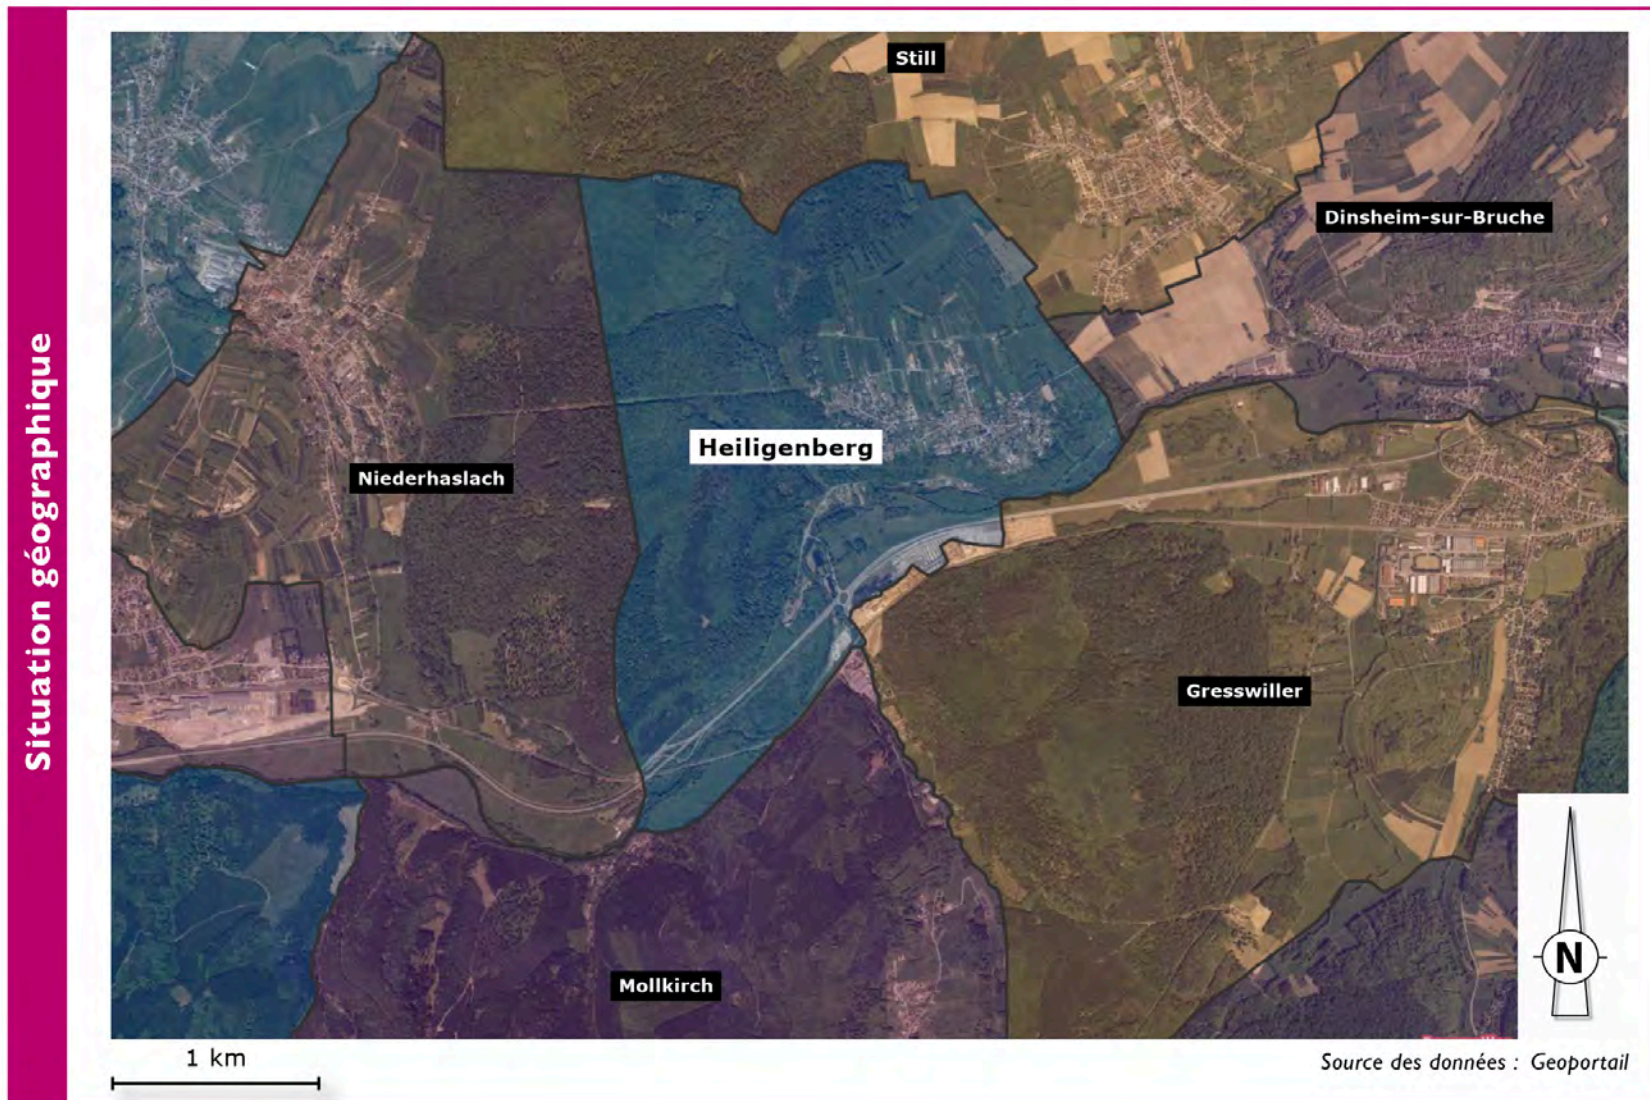 Situation géographique
Still
Dinsheim-sur-Bruche
Heiligenberg
Niederhaslach
Gresswiller
Mollkirch
N
1 km
Source des données : Geoportail